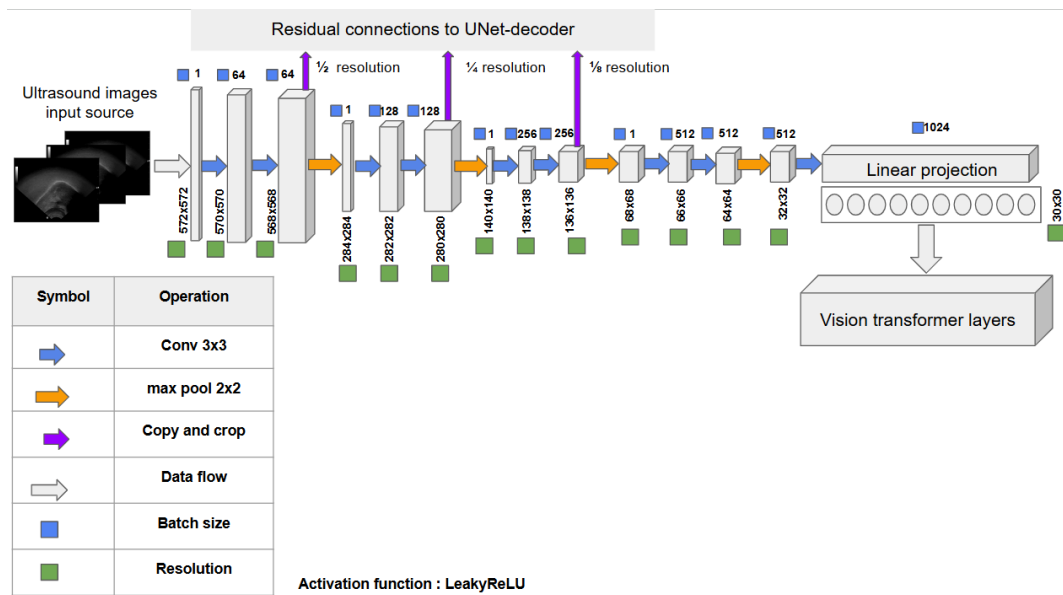 Residual connections to UNet-decoder
½ resolution
¼ resolution
⅛ resolution
Ultrasound images
input source
1
64
64
1
128
128
1
256
256
1
512
512
512
1024
Linear projection
572x572
570x570
568x568
284x284
282x282
280x280
140x140
138x138
136x136
68x68
66x66
64x64
32x32
30x30
Vision transformer layers
Symbol Operation
Conv 3x3
max pool 2x2
Copy and crop
Data flow
Batch size
Resolution
Activation function : LeakyReLU